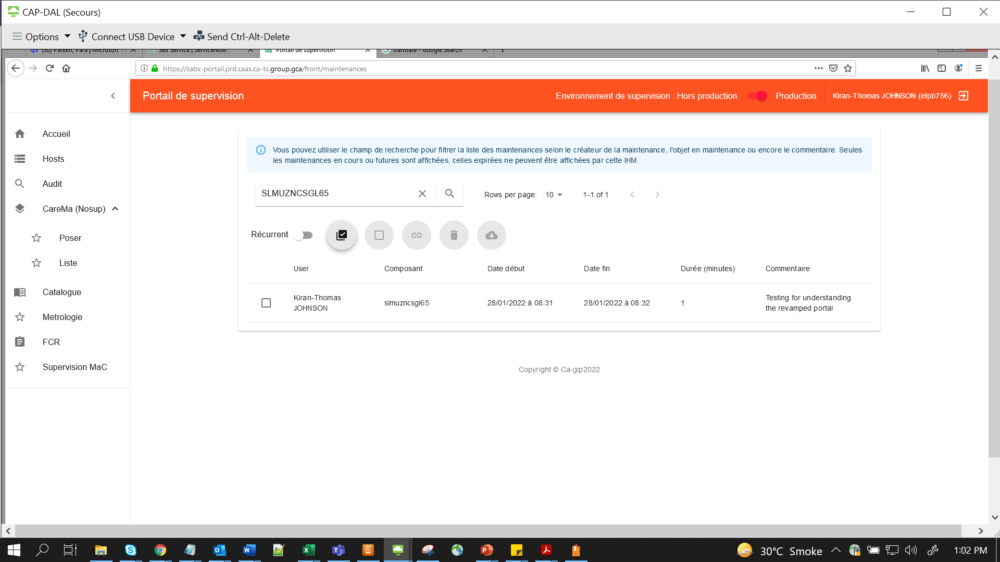 CAP-DAL (Secours)
Options
Connect USB Device
Send Ctrl-Alt-Delete
(30) Parekh, Para | Microsoft Te
Self Service | ServiceNow
Portail de supervision
translate - Google Search
https://zabx-portail.prd.caas.ca-ts.group.gca/front/maintenances
Portail de supervision
Environnement de supervision : Hors production
Production
Kiran-Thomas JOHNSON (etpb756)
Accueil
Hosts
Audit
CareMa (Nosup)
Poser
Liste
Catalogue
Metrologie
FCR
Supervision MaC
Vous pouvez utiliser le champ de recherche pour filtrer la liste des maintenances selon le créateur de la maintenance, l'objet en maintenance ou encore le commentaire. Seules
les maintenances en cours ou futures sont affichées, celles expirées ne peuvent être affichées par cette IHM.
SLMUZNCSGL65
Rows per page: 10
1-1 of 1
Récurrent
User Composant Date début Date fin Durée (minutes) Commentaire
Kiran-Thomas
JOHNSON
slmuzncsgl65
28/01/2022 à 08:31
28/01/2022 à 08:32
1
Testing for understanding
the revamped portal
Copyright © Ca-gip2022
30°C Smoke
1:02 PM